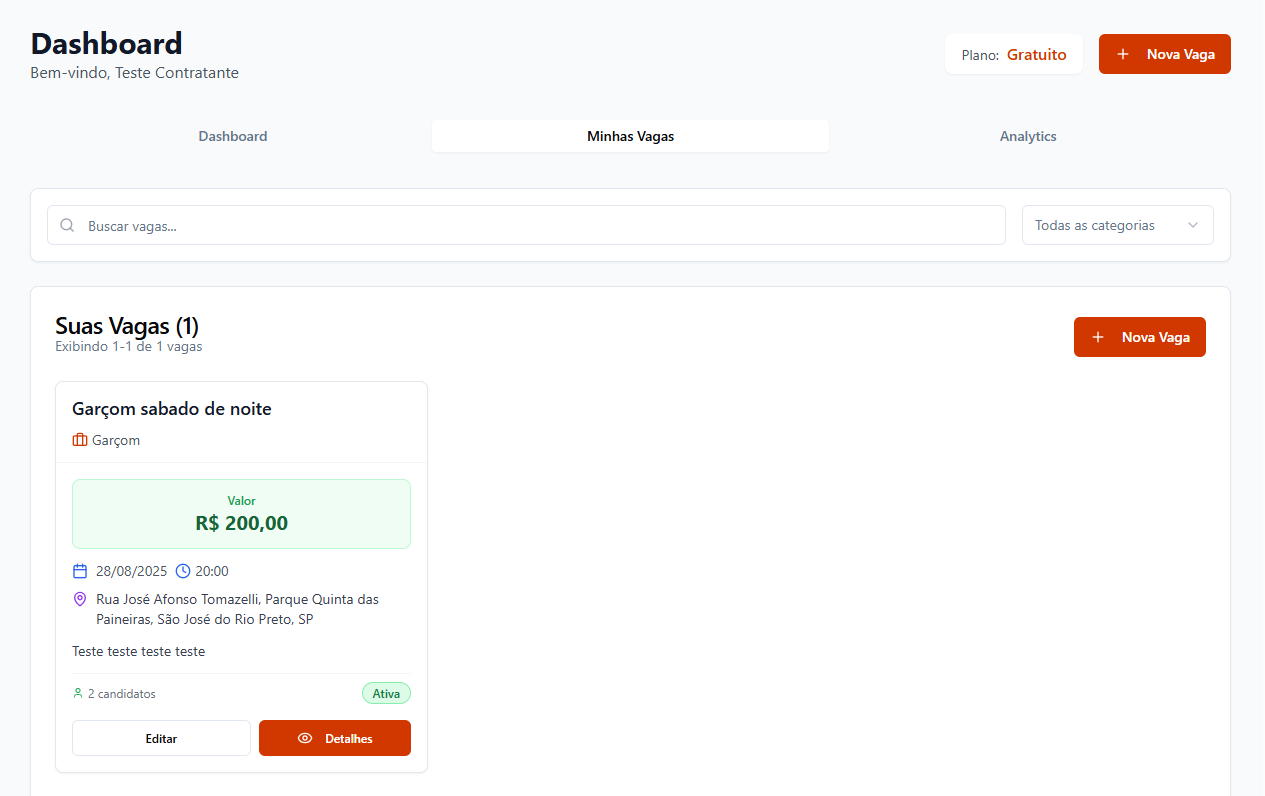 Dashboard
Bem-vindo, Teste Contratante
Plano: Gratuito
Nova Vaga
Dashboard
Minhas Vagas
Analytics
Buscar vagas...
Todas as categorias
Suas Vagas (1)
Exibindo 1-1 de 1 vagas
Nova Vaga
Garçom sabado de noite
Garçom
Valor
R$ 200,00
28/08/2025 20:00
Rua José Afonso Tomazelli, Parque Quinta das
Paineiras, São José do Rio Preto, SP
Teste teste teste teste
2 candidatos
Ativa
Editar
Detalhes